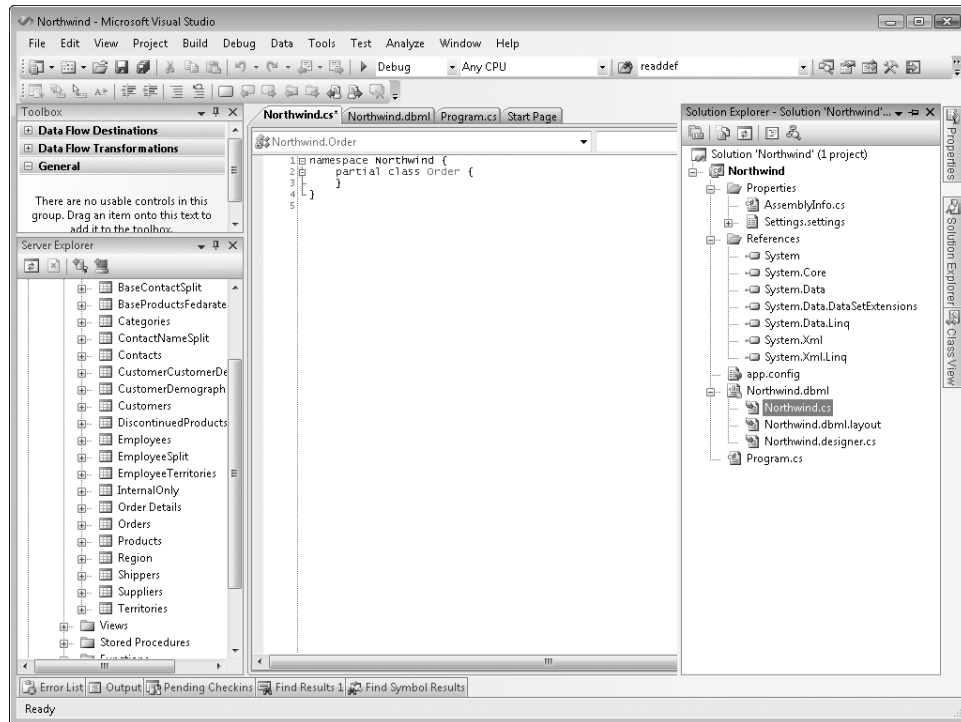 Northwind - Microsoft Visual Studio
File Edit View Project Build Debug Data Tools Test Analyze Window Help
Debug Any CPU readdef
Toolbox
Data Flow Destinations
Data Flow Transformations
General
There are no usable controls in this
group. Drag an item onto this text to
add it to the toolbox.
Server Explorer
BaseContactSplit
BaseProductsFedarate
Categories
ContactNameSplit
Contacts
CustomerCustomerDe
CustomerDemograph
Customers
DiscontinuedProducts
Employees
EmployeeSplit
EmployeeTerritories
InternalOnly
Order Details
Orders
Products
Region
Shippers
Suppliers
Territories
Views
Stored Procedures
Functions
Northwind.cs* Northwind.dbml Program.cs Start Page
Northwind.Order
1 namespace Northwind {
2 partial class Order {
3 }
4 }
5
Solution Explorer - Solution 'Northwind'...
Solution 'Northwind' (1 project)
Northwind
Properties
AssemblyInfo.cs
Settings.settings
References
System
System.Core
System.Data
System.Data.DataSetExtensions
System.Data.Linq
System.Xml
System.Xml.Linq
app.config
Northwind.dbml
Northwind.cs
Northwind.dbml.layout
Northwind.designer.cs
Program.cs
Properties
Solution Explorer
Class View
Error List Output Pending Checkins Find Results 1 Find Symbol Results
Ready